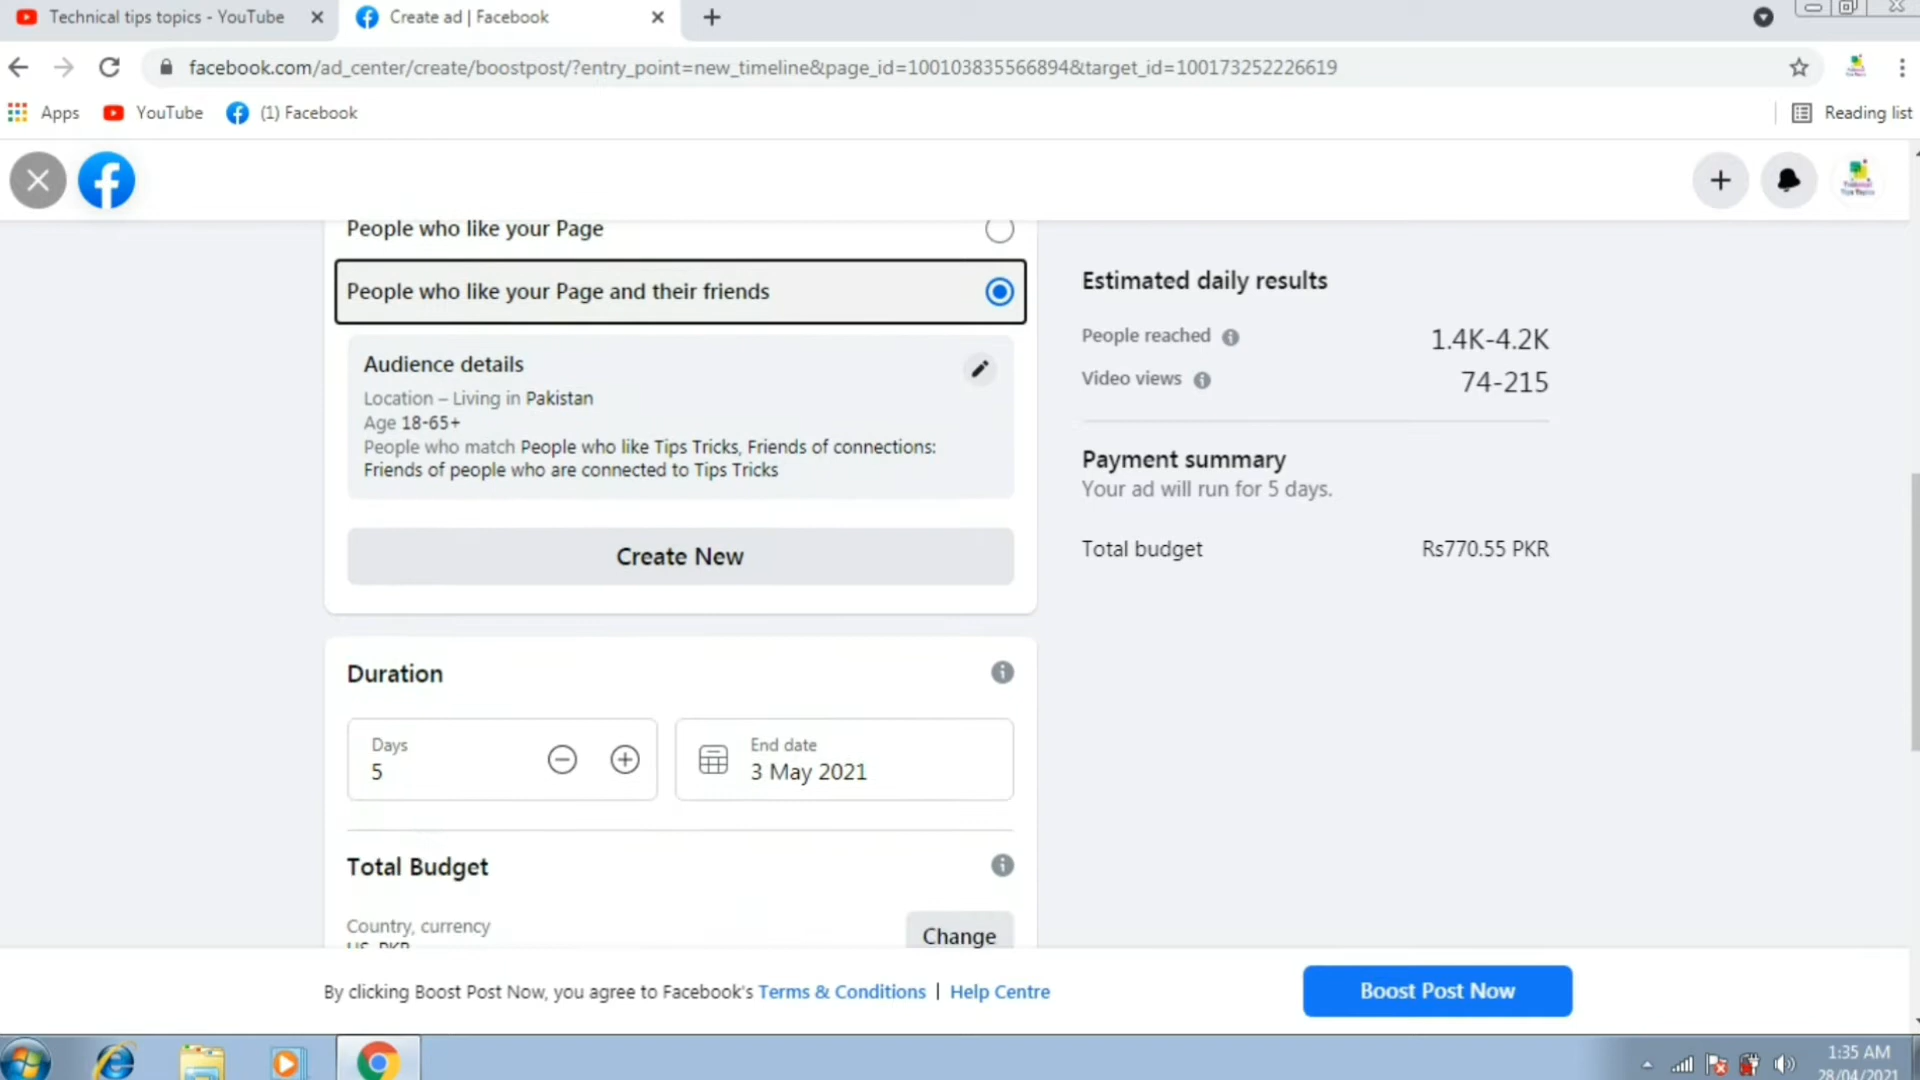 Technical tips topics - YouTube
Create ad | Facebook
facebook.com/ad_center/create/boostpost/?entry_point=new_timeline&page_id=100103835566894&target_id=100173252226619
Apps
YouTube
(1) Facebook
Reading list
People who like your Page
People who like your Page and their friends
Audience details
Location – Living in Pakistan
Age 18-65+
People who match People who like Tips Tricks, Friends of connections:
Friends of people who are connected to Tips Tricks
Create New
Estimated daily results
People reached
1.4K-4.2K
Video views
74-215
Payment summary
Your ad will run for 5 days.
Total budget
Rs770.55 PKR
Duration
Days
5
End date
3 May 2021
Total Budget
Country, currency
US, PKR
Change
By clicking Boost Post Now, you agree to Facebook's Terms & Conditions | Help Centre
Boost Post Now
1:35 AM
28/04/2021